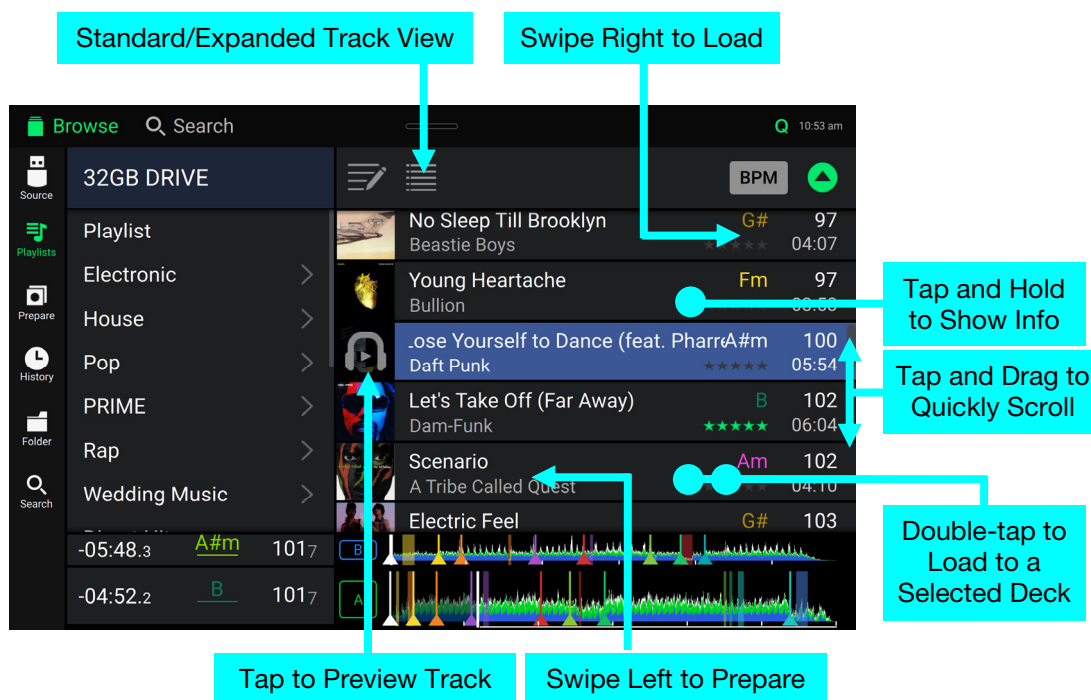 Standard/Expanded Track View
Swipe Right to Load
Browse
Search
Q
10:53 am
Source
32GB DRIVE
BPM
Playlists
Prepare
History
Folder
Search
Playlist
Electronic
House
Pop
PRIME
Rap
Wedding Music
No Sleep Till Brooklyn G# 97
Beastie Boys 04:07
Young Heartache Fm 97
Bullion
Lose Yourself to Dance (feat. Pharre A#m 100
Daft Punk 05:54
Let's Take Off (Far Away) B 102
Dam-Funk 06:04
Scenario Am 102
A Tribe Called Quest 04:10
Electric Feel G# 103
Tap and Hold
to Show Info
Tap and Drag to
Quickly Scroll
Double-tap to
Load to a
Selected Deck
-05:48.3 A#m 1017 B
-04:52.2 B 1017 A
Tap to Preview Track
Swipe Left to Prepare